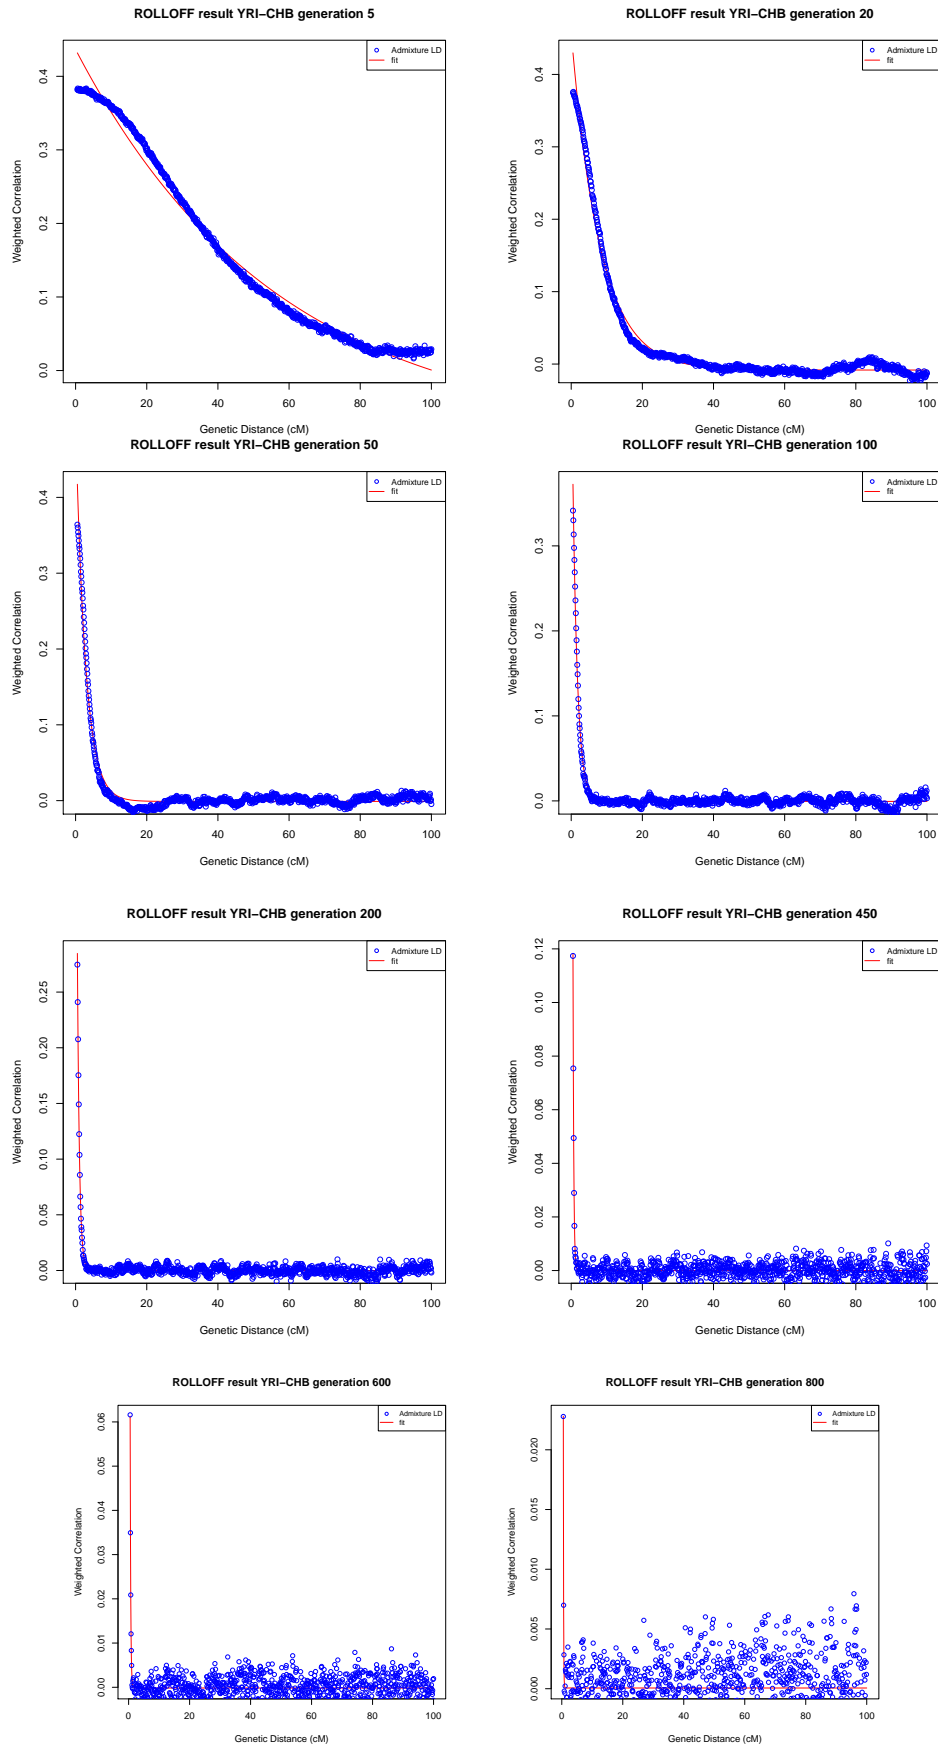 ROLLOFF result YRI−CHB generation 5
Admixture LD
fit
Weighted Correlation
0.4
0.3
0.2
0.1
0.0
0 20 40 60 80 100
Genetic Distance (cM)
ROLLOFF result YRI−CHB generation 20
Admixture LD
fit
Weighted Correlation
0.4
0.3
0.2
0.1
0.0
0 20 40 60 80 100
Genetic Distance (cM)
ROLLOFF result YRI−CHB generation 50
Admixture LD
fit
Weighted Correlation
0.4
0.3
0.2
0.1
0.0
0 20 40 60 80 100
Genetic Distance (cM)
ROLLOFF result YRI−CHB generation 100
Admixture LD
fit
Weighted Correlation
0.3
0.2
0.1
0.0
0 20 40 60 80 100
Genetic Distance (cM)
ROLLOFF result YRI−CHB generation 200
Admixture LD
fit
Weighted Correlation
0.25
0.20
0.15
0.10
0.05
0.00
0 20 40 60 80 100
Genetic Distance (cM)
ROLLOFF result YRI−CHB generation 450
Admixture LD
fit
Weighted Correlation
0.12
0.10
0.08
0.06
0.04
0.02
0.00
0 20 40 60 80 100
Genetic Distance (cM)
ROLLOFF result YRI−CHB generation 600
Admixture LD
fit
Weighted Correlation
0.06
0.05
0.04
0.03
0.02
0.01
0.00
0 20 40 60 80 100
Genetic Distance (cM)
ROLLOFF result YRI−CHB generation 800
Admixture LD
fit
Weighted Correlation
0.020
0.015
0.010
0.005
0.000
0 20 40 60 80 100
Genetic Distance (cM)